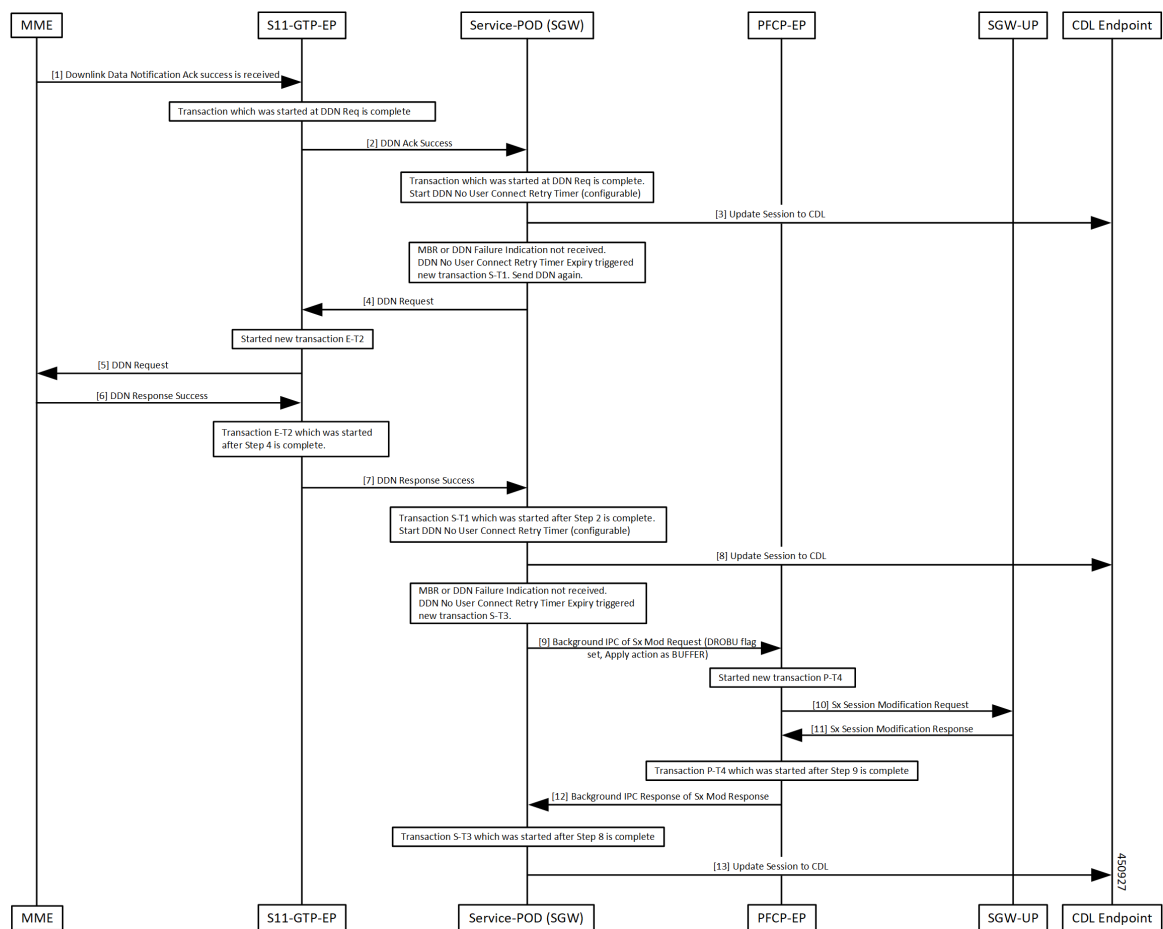 MME
S11-GTP-EP
Service-POD (SGW)
PFCP-EP
SGW-UP
CDL Endpoint
[1] Downlink Data Notification Ack success is received
Transaction which was started at DDN Req is complete
[2] DDN Ack Success
Transaction which was started at DDN Req is complete.
Start DDN No User Connect Retry Timer (configurable)
[3] Update Session to CDL
MBR or DDN Failure Indication not received.
DDN No User Connect Retry Timer Expiry triggered
new transaction S-T1. Send DDN again.
[4] DDN Request
Started new transaction E-T2
[5] DDN Request
[6] DDN Response Success
Transaction E-T2 which was started
after Step 4 is complete.
[7] DDN Response Success
Transaction S-T1 which was started after Step 2 is complete.
Start DDN No User Connect Retry Timer (configurable)
[8] Update Session to CDL
MBR or DDN Failure Indication not received.
DDN No User Connect Retry Timer Expiry triggered
new transaction S-T3.
[9] Background IPC of Sx Mod Request (DROBU flag
set, Apply action as BUFFER)
Started new transaction P-T4
[10] Sx Session Modification Request
[11] Sx Session Modification Response
Transaction P-T4 which was started after Step 9 is complete
[12] Background IPC Response of Sx Mod Response
Transaction S-T3 which was started after Step 8 is complete
[13] Update Session to CDL
450927
MME
S11-GTP-EP
Service-POD (SGW)
PFCP-EP
SGW-UP
CDL Endpoint